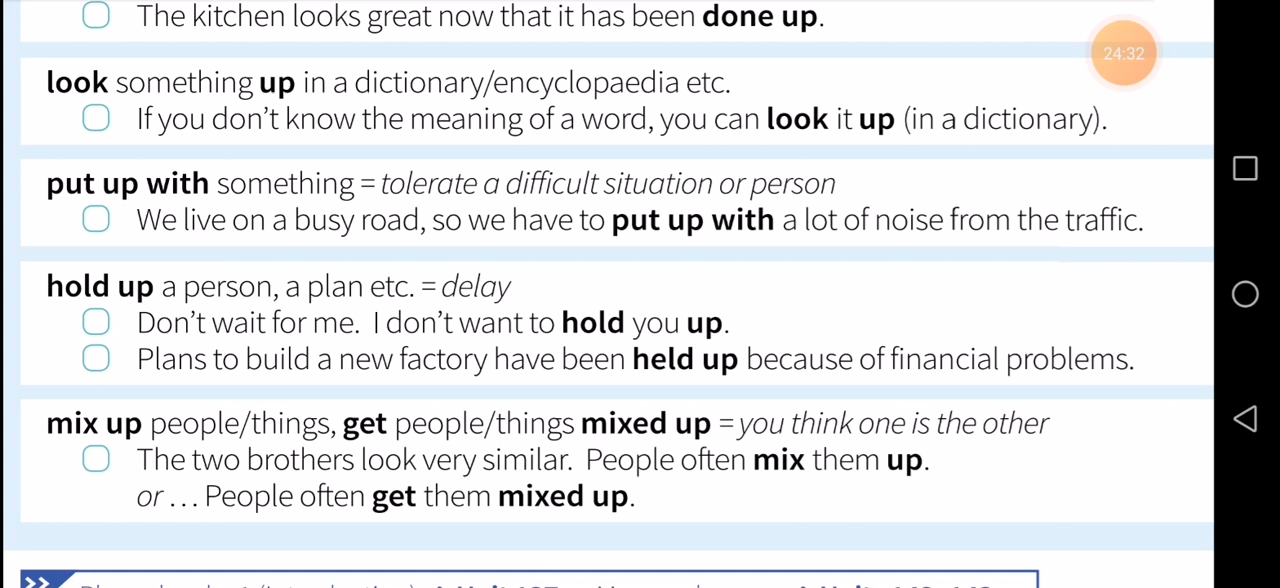 The kitchen looks great now that it has been done up.
24:32
look something up in a dictionary/encyclopaedia etc.
If you don't know the meaning of a word, you can look it up (in a dictionary).
put up with something = tolerate a difficult situation or person
We live on a busy road, so we have to put up with a lot of noise from the traffic.
hold up a person, a plan etc. = delay
Don't wait for me. I don't want to hold you up.
Plans to build a new factory have been held up because of financial problems.
mix up people/things, get people/things mixed up = you think one is the other
The two brothers look very similar. People often mix them up.
or … People often get them mixed up.